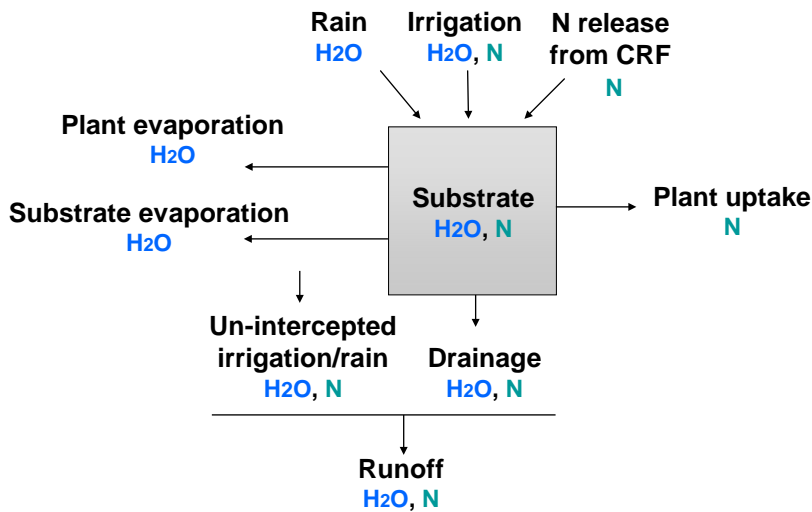 Rain
H2O
Irrigation
H2O, N
N release
from CRF
N
Plant evaporation
H2O
Substrate evaporation
H2O
Substrate
H2O, N
Plant uptake
N
Un-intercepted
irrigation/rain
H2O, N
Drainage
H2O, N
Runoff
H2O, N